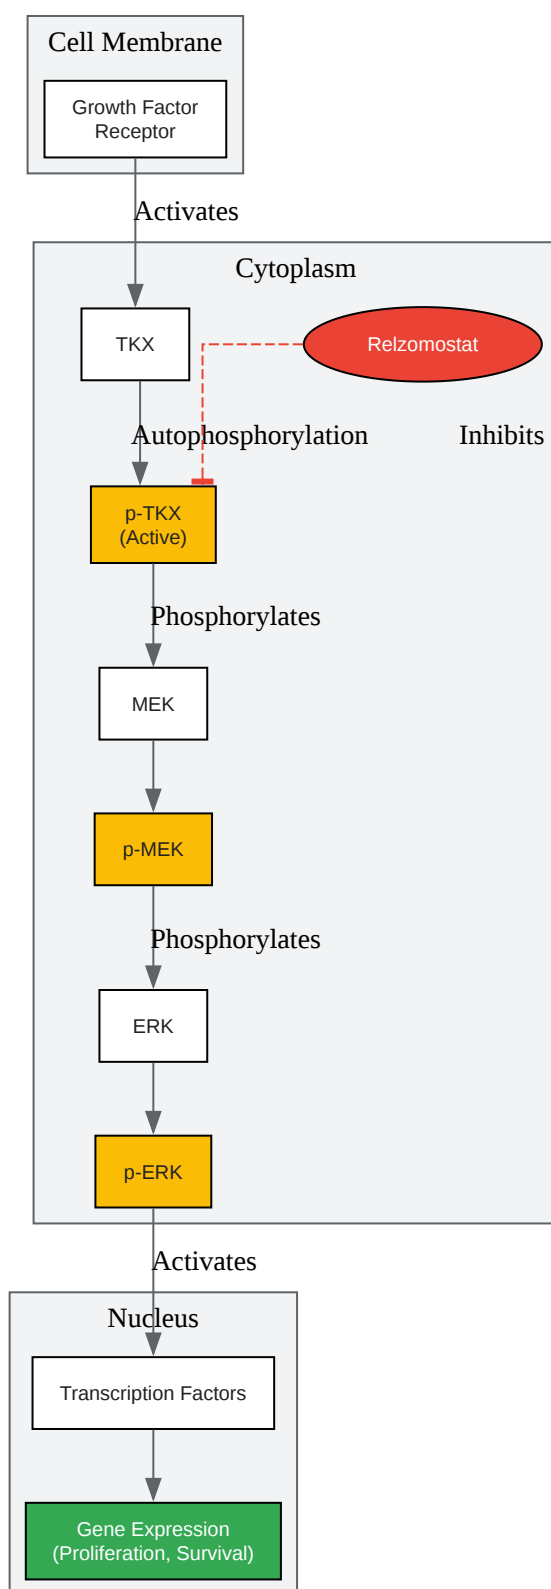 Cell Membrane
Growth Factor
Receptor
Activates
Cytoplasm
TKX
Relzomostat
Autophosphorylation
Inhibits
p-TKX
(Active)
Phosphorylates
MEK
p-MEK
Phosphorylates
ERK
p-ERK
Activates
Nucleus
Transcription Factors
Gene Expression
(Proliferation, Survival)